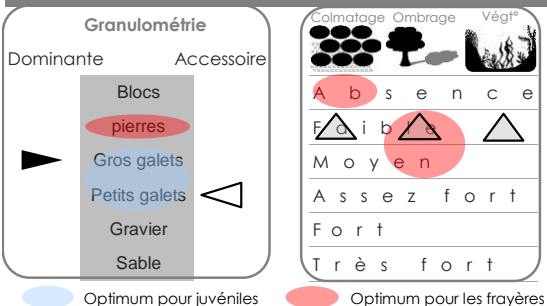 Granulométrie
Dominante Accessoire
Blocs
pierres
Gros galets
Petits galets
Gravier
Sable
Colmatage Ombrage Végt°
Absence
Faible
Moyen
Assez fort
Fort
Très fort
Optimum pour juvéniles
Optimum pour les frayères